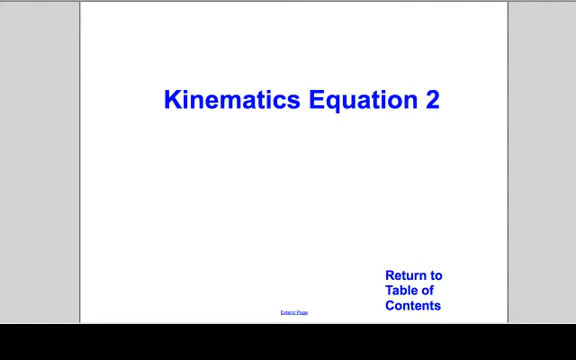 Kinematics Equation 2
Return to
Table of
Contents
Extend Page